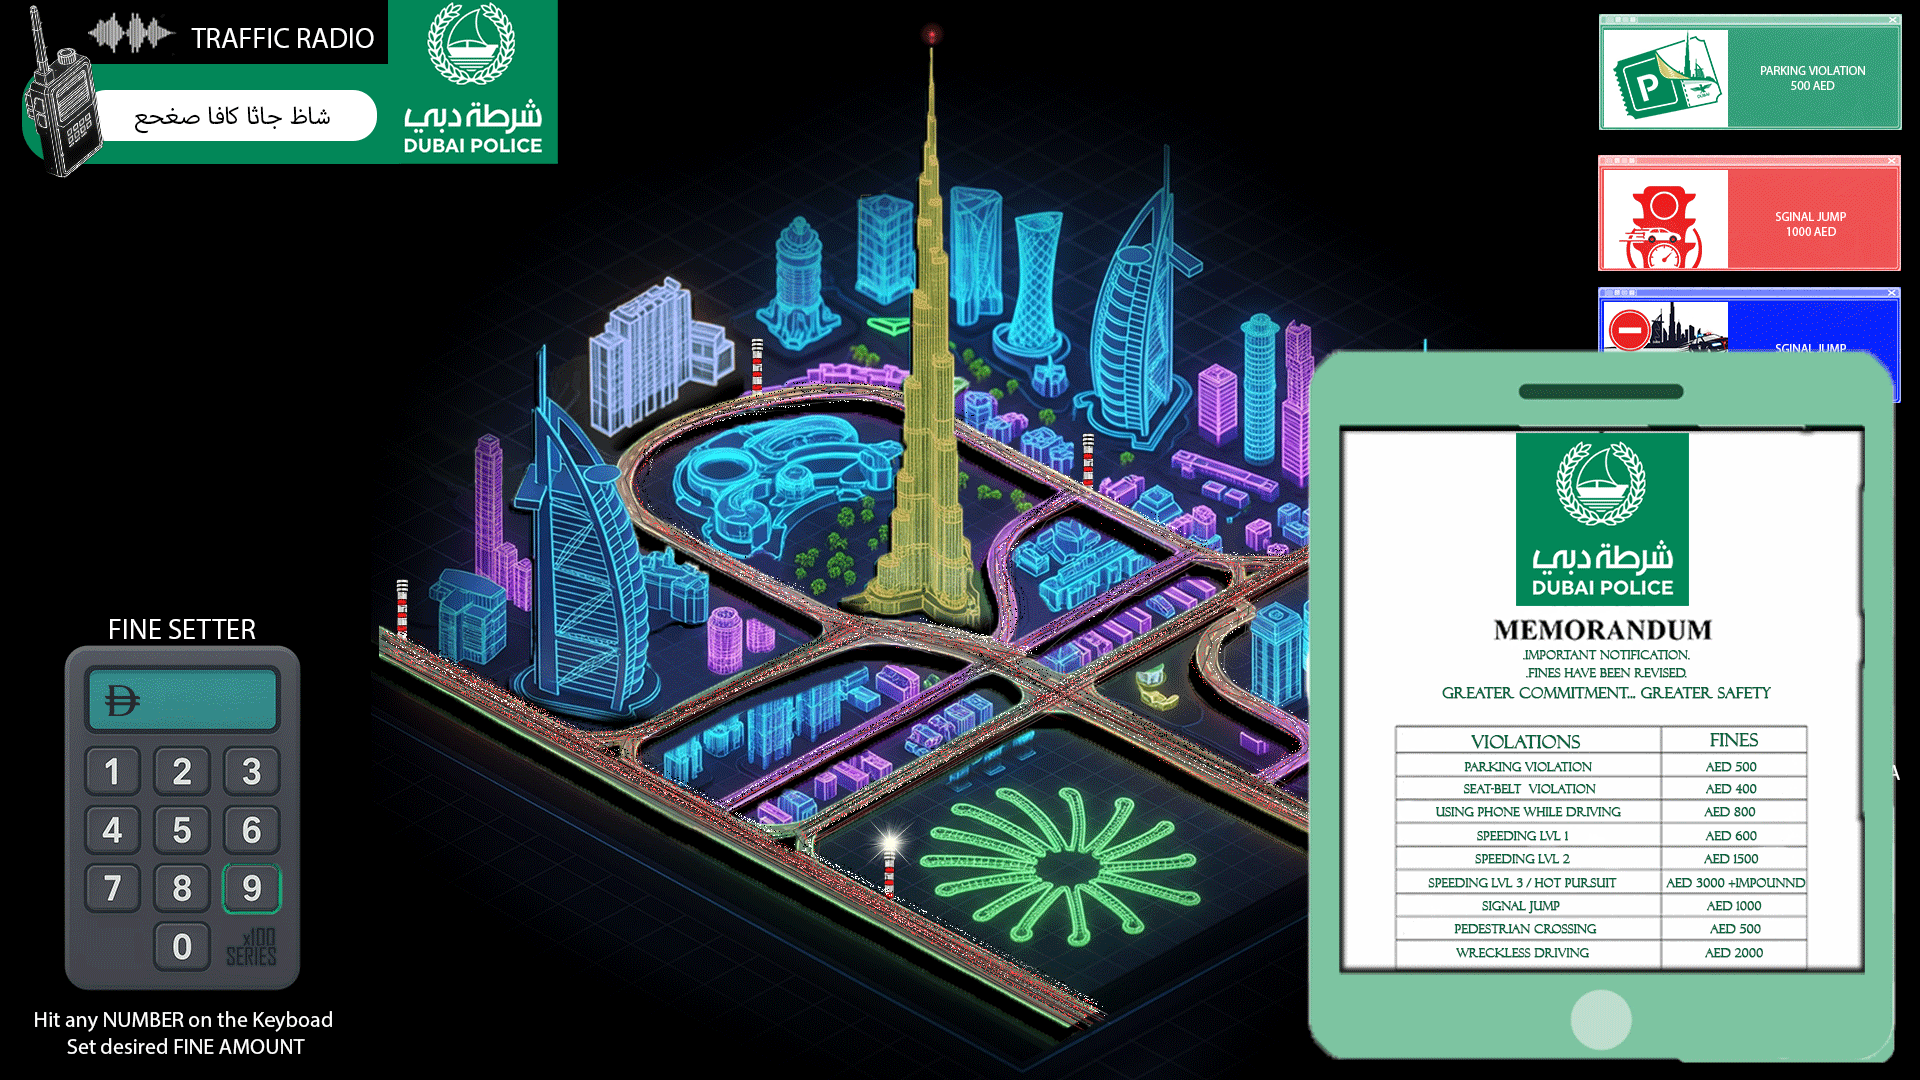 TRAFFIC RADIO
شاظ جاثا كافا صغحع
شرطة دبي
DUBAI POLICE
PARKING VIOLATION
500 AED
P
DUBAI
SGINAL JUMP
1000 AED
SGINAL JUMP
FINE SETTER
1 2 3
4 5 6
7 8 9
0
x100
SERIES
Hit any NUMBER on the Keyboad
Set desired FINE AMOUNT
شرطة دبي
DUBAI POLICE
MEMORANDUM
.IMPORTANT NOTIFICATION.
.FINES HAVE BEEN REVISED.
GREATER COMMITMENT... GREATER SAFETY
VIOLATIONS FINES
PARKING VIOLATION AED 500
SEAT-BELT VIOLATION AED 400
USING PHONE WHILE DRIVING AED 800
SPEEDING LVL 1 AED 600
SPEEDING LVL 2 AED 1500
SPEEDING LVL 3 / HOT PURSUIT AED 3000 +IMPOUNND
SIGNAL JUMP AED 1000
PEDESTRIAN CROSSING AED 500
WRECKLESS DRIVING AED 2000
A